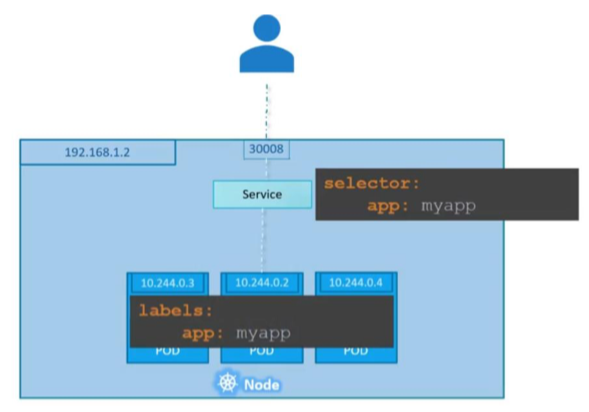 192.168.1.2
30008
Service
selector:
    app: myapp
10.244.0.3
10.244.0.2
10.244.0.4
labels:
    app: myapp
POD
POD
POD
Node